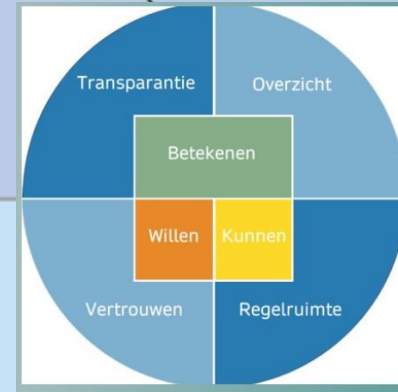 Transparantie
Overzicht
Betekenen
Willen
Kunnen
Vertrouwen
Regelruimte